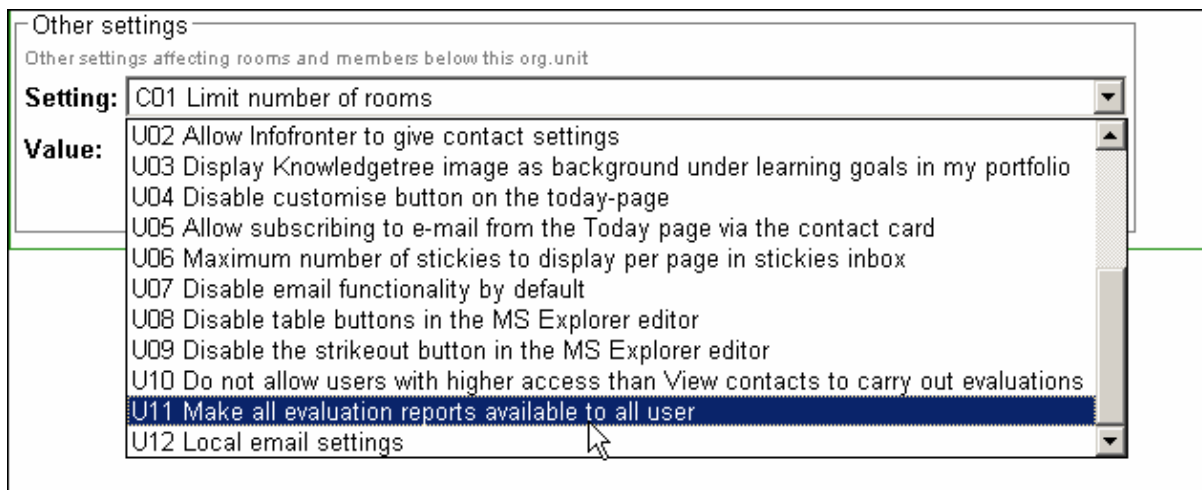 Other settings
Other settings affecting rooms and members below this org.unit
Setting: C01 Limit number of rooms
Value:
U02 Allow Infofronter to give contact settings
U03 Display Knowledgetree image as background under learning goals in my portfolio
U04 Disable customise button on the today-page
U05 Allow subscribing to e-mail from the Today page via the contact card
U06 Maximum number of stickies to display per page in stickies inbox
U07 Disable email functionality by default
U08 Disable table buttons in the MS Explorer editor
U09 Disable the strikeout button in the MS Explorer editor
U10 Do not allow users with higher access than View contacts to carry out evaluations
U11 Make all evaluation reports available to all user
U12 Local email settings